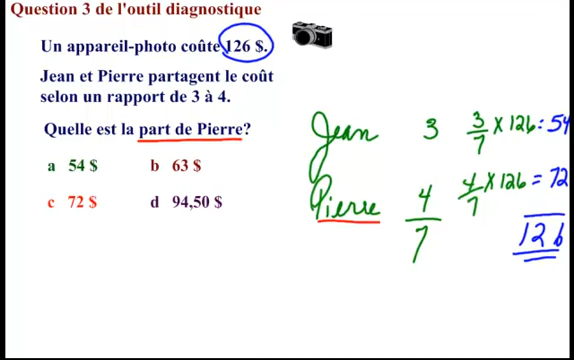 Question 3 de l'outil diagnostique
Un appareil-photo coûte 126 $.
Jean et Pierre partagent le coût
selon un rapport de 3 à 4.
Quelle est la part de Pierre?
a 54 $ b 63 $
c 72 $ d 94,50 $
Jean 3 3/7 x 126 = 54
Pierre 4 4/7 x 126 = 72
7 126